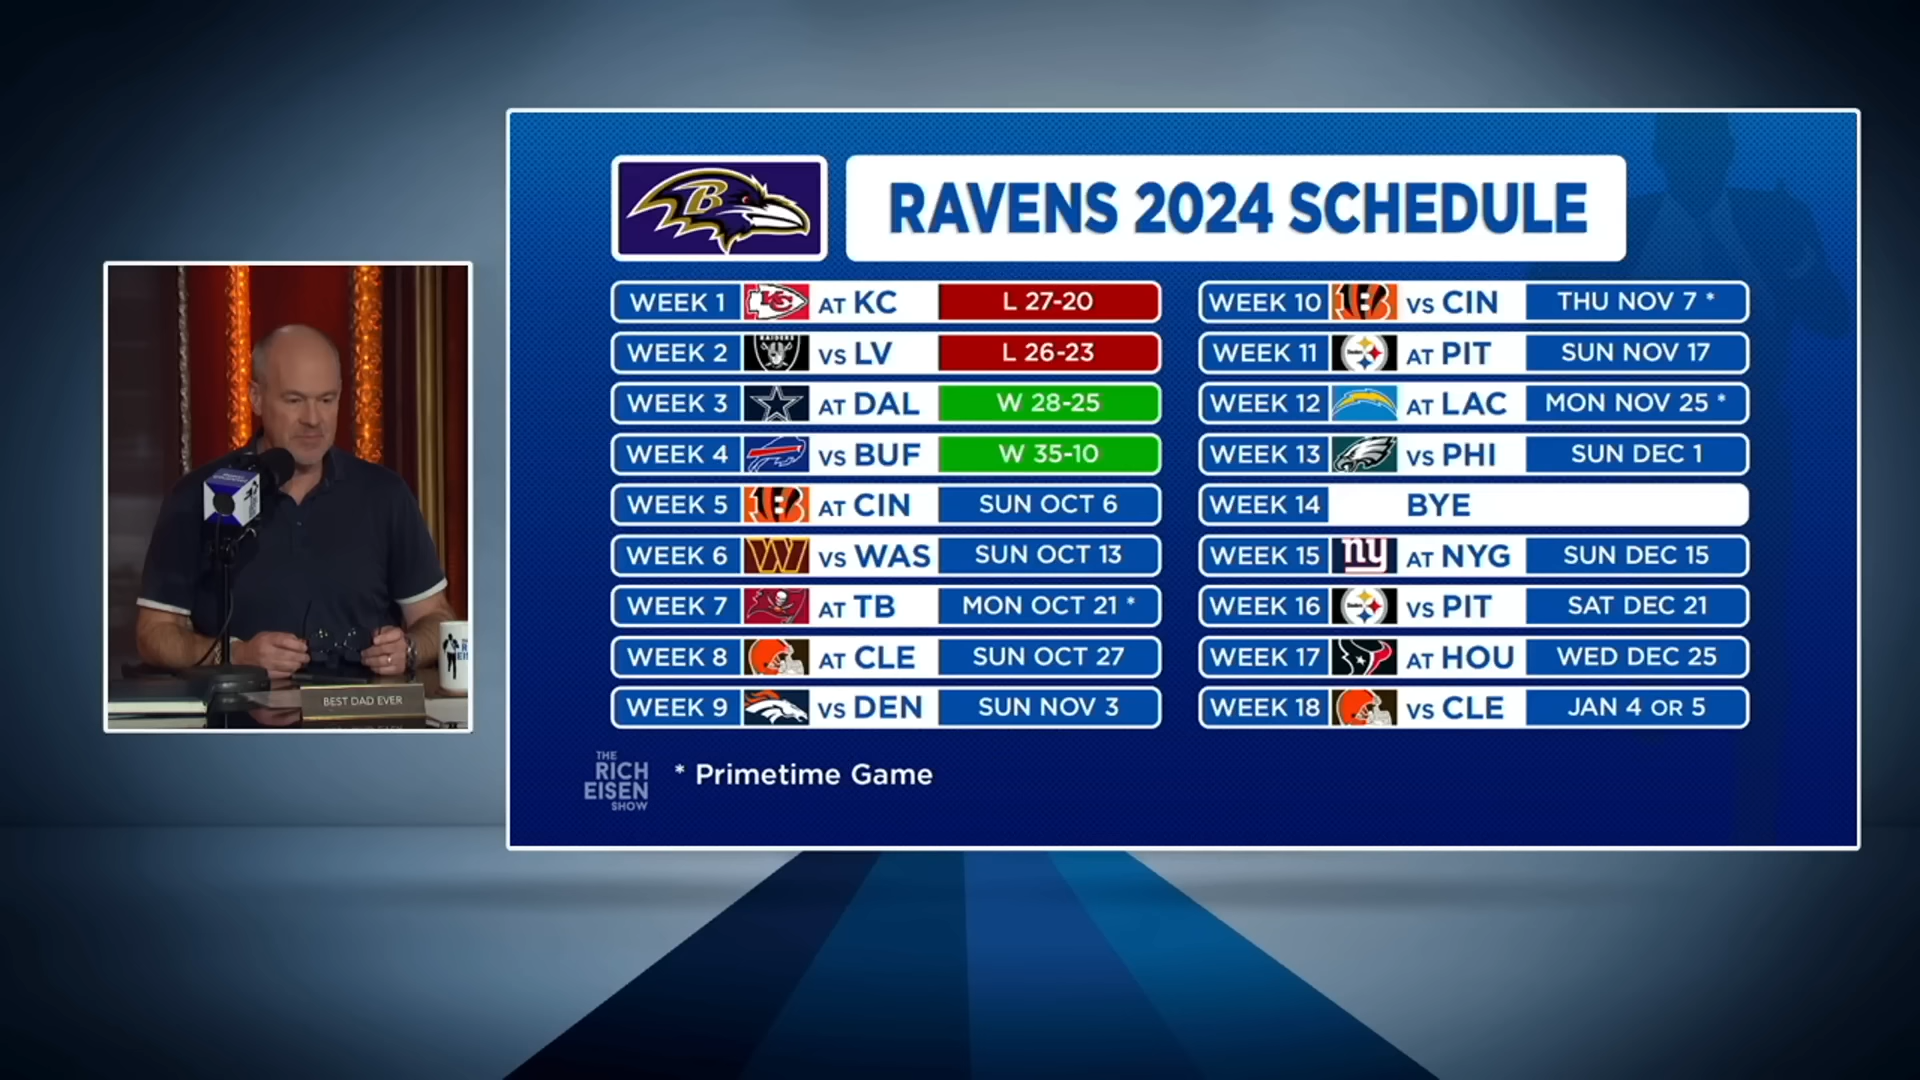 RAVENS 2024 SCHEDULE
WEEK 1 AT KC L 27-20
WEEK 2 RAIDERS VS LV L 26-23
WEEK 3 AT DAL W 28-25
WEEK 4 VS BUF W 35-10
WEEK 5 AT CIN SUN OCT 6
WEEK 6 VS WAS SUN OCT 13
WEEK 7 AT TB MON OCT 21 *
WEEK 8 AT CLE SUN OCT 27
WEEK 9 VS DEN SUN NOV 3
WEEK 10 VS CIN THU NOV 7 *
WEEK 11 AT PIT SUN NOV 17
WEEK 12 AT LAC MON NOV 25 *
WEEK 13 VS PHI SUN DEC 1
WEEK 14 BYE
WEEK 15 ny AT NYG SUN DEC 15
WEEK 16 VS PIT SAT DEC 21
WEEK 17 AT HOU WED DEC 25
WEEK 18 VS CLE JAN 4 OR 5
THE
RICH
EISEN
SHOW
* Primetime Game
BEST DAD EVER